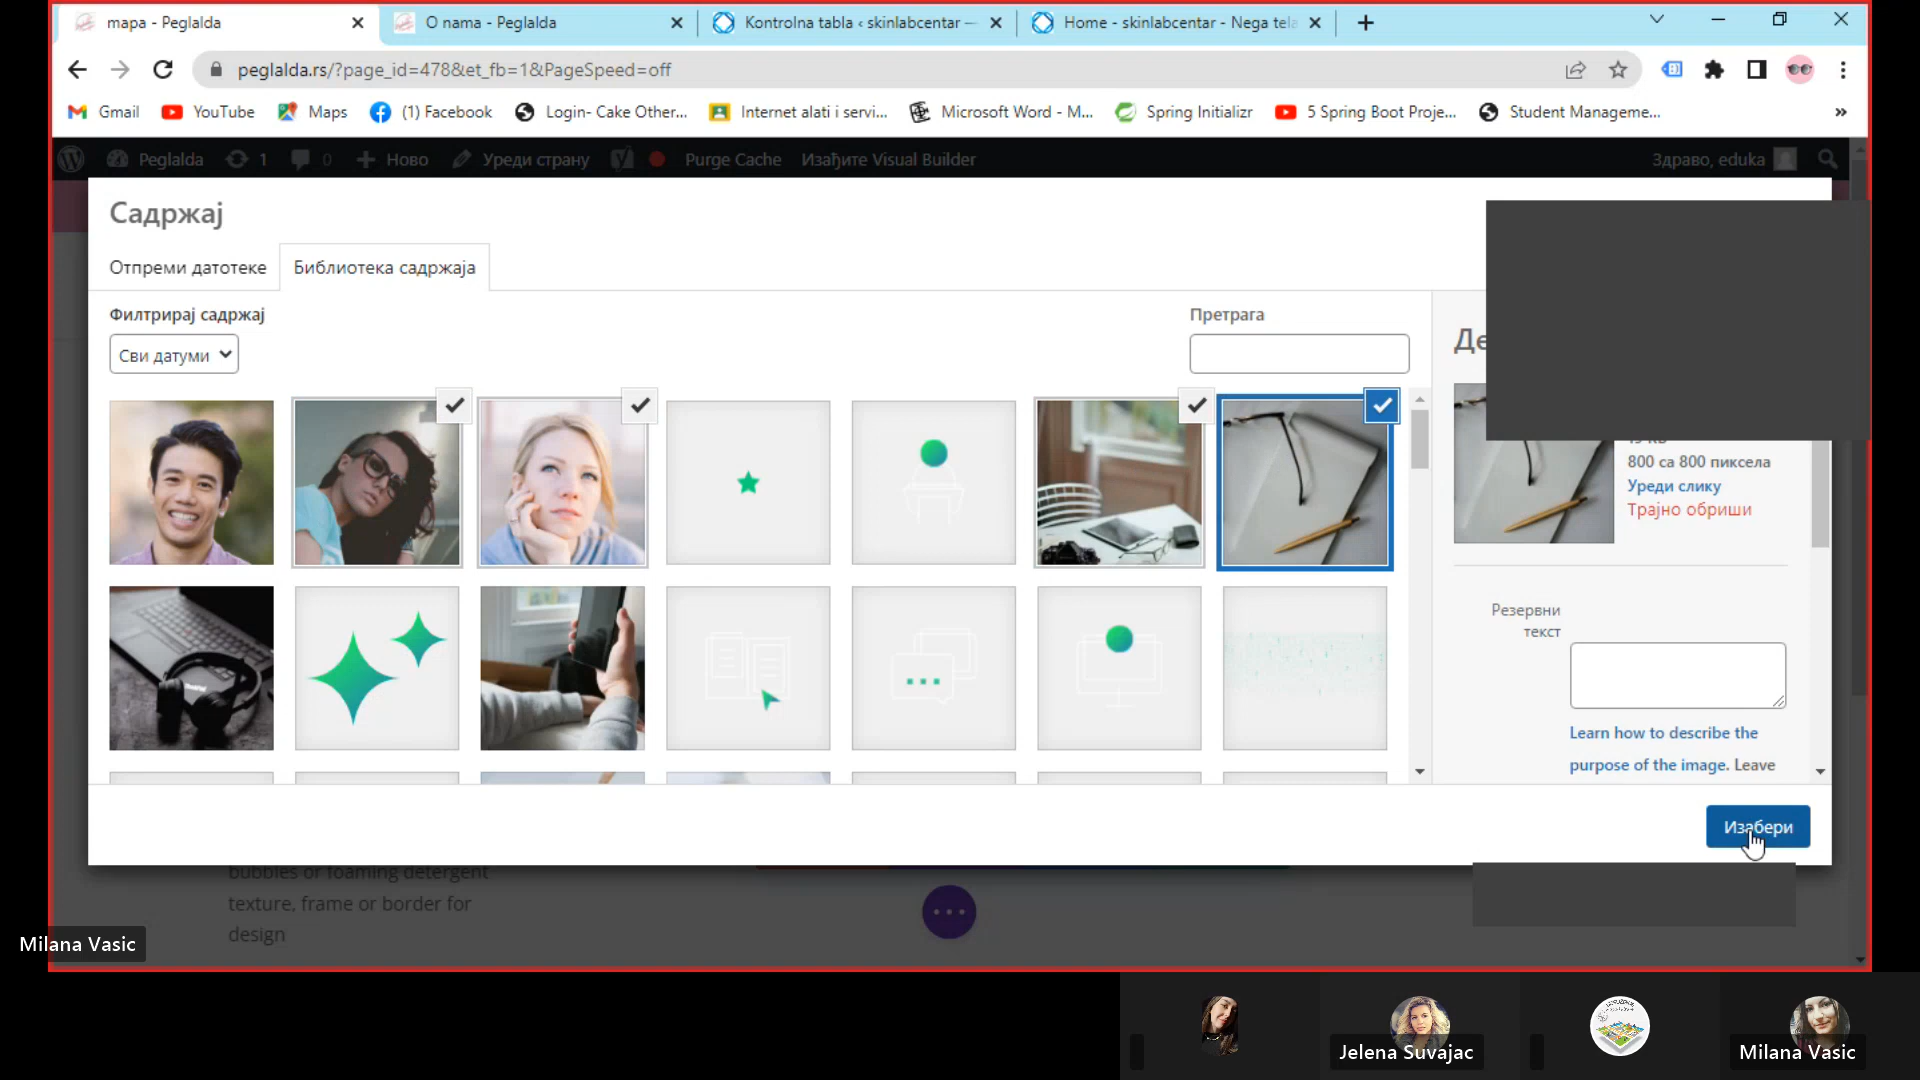 mapa - Peglalda
O nama - Peglalda
Kontrolna tabla ‹ skinlabcentar —
Home - skinlabcentar - Nega tela
peglalda.rs/?page_id=478&et_fb=1&PageSpeed=off
Gmail
YouTube
Maps
(1) Facebook
Login- Cake Other...
Internet alati i servi...
Microsoft Word - M...
Spring Initializr
5 Spring Boot Proje...
Student Manageme...
Peglalda
1
0
Ново
Уреди страну
Purge Cache
Изађите Visual Builder
Здраво, eduka
Садржај
Отпреми датотеке
Библиотека садржаја
Филтрирај садржај
Сви датуми
Претрага
800 са 800 пиксела
Уреди слику
Трајно обриши
Резервни
текст
Learn how to describe the
purpose of the image. Leave
Изабери
bubbles or foaming detergent
texture, frame or border for
design
Milana Vasic
Jelena Suvajac
Milana Vasic